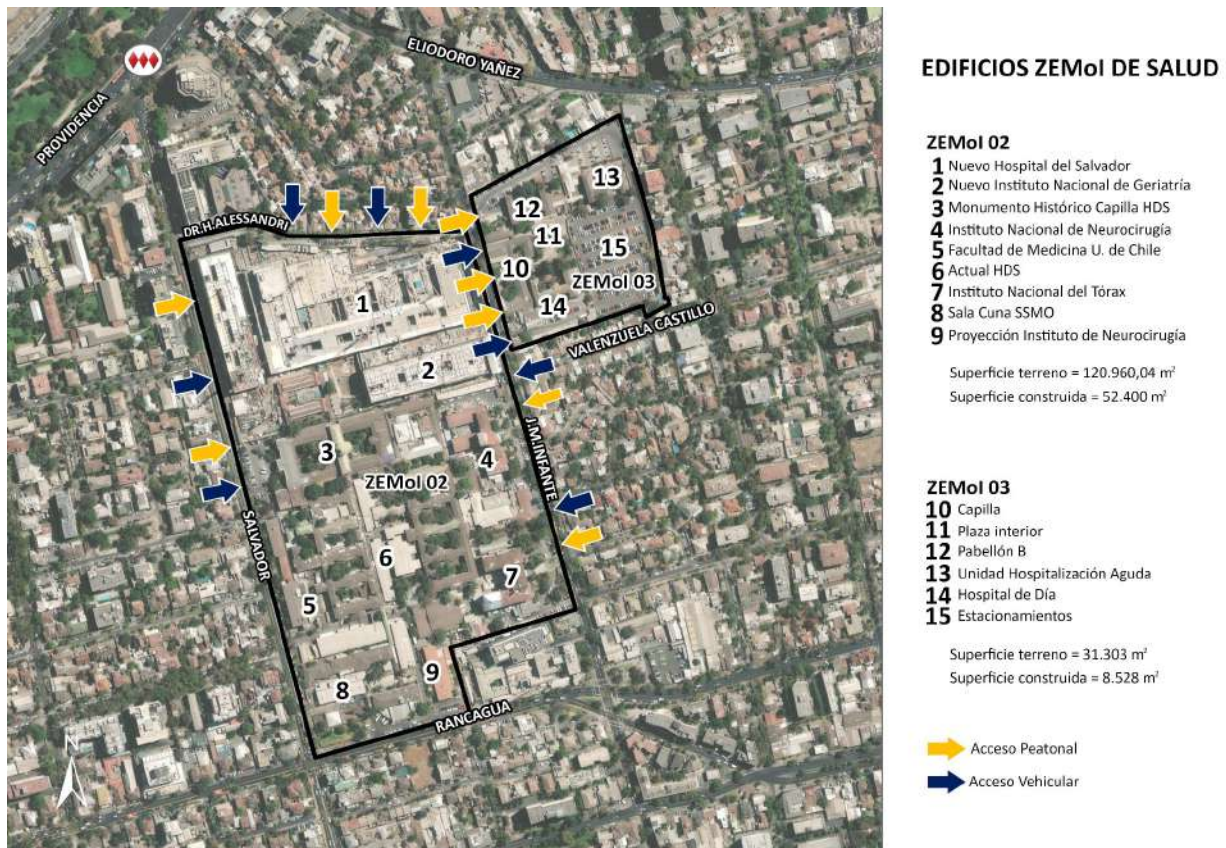 ELIODORO YAÑEZ
PROVIDENCIA
DR.H.ALESSANDRI
13
12
11
15
10
ZEMoI 03
14
1
VALENZUELA CASTILLO
2
J.M.INFANTE
3
4
ZEMoI 02
SALVADOR
6
7
5
9
8
RANCAGUA
N
EDIFICIOS ZEMoI DE SALUD
ZEMoI 02
1 Nuevo Hospital del Salvador
2 Nuevo Instituto Nacional de Geriatría
3 Monumento Histórico Capilla HDS
4 Instituto Nacional de Neurocirugía
5 Facultad de Medicina U. de Chile
6 Actual HDS
7 Instituto Nacional del Tórax
8 Sala Cuna SSMO
9 Proyección Instituto de Neurocirugía
Superficie terreno = 120.960,04 m²
Superficie construida = 52.400 m²
ZEMoI 03
10 Capilla
11 Plaza interior
12 Pabellón B
13 Unidad Hospitalización Aguda
14 Hospital de Día
15 Estacionamientos
Superficie terreno = 31.303 m²
Superficie construida = 8.528 m²
Acceso Peatonal
Acceso Vehicular